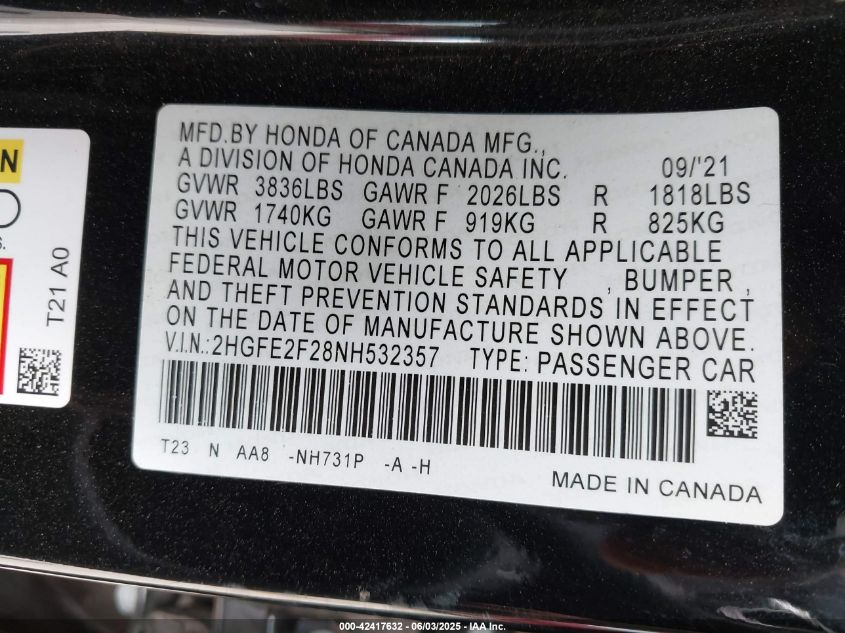 N
S.
T21 A0
MFD.BY HONDA OF CANADA MFG.,
A DIVISION OF HONDA CANADA INC. 09/'21
GVWR 3836LBS GAWR F 2026LBS R 1818LBS
GVWR 1740KG GAWR F 919KG R 825KG
THIS VEHICLE CONFORMS TO ALL APPLICABLE
FEDERAL MOTOR VEHICLE SAFETY , BUMPER ,
AND THEFT PREVENTION STANDARDS IN EFFECT
ON THE DATE OF MANUFACTURE SHOWN ABOVE.
V.I.N.:2HGFE2F28NH532357 TYPE: PASSENGER CAR
T23 N AA8 -NH731P -A -H
MADE IN CANADA
000-42417632 - 06/03/2025 - IAA, Inc.